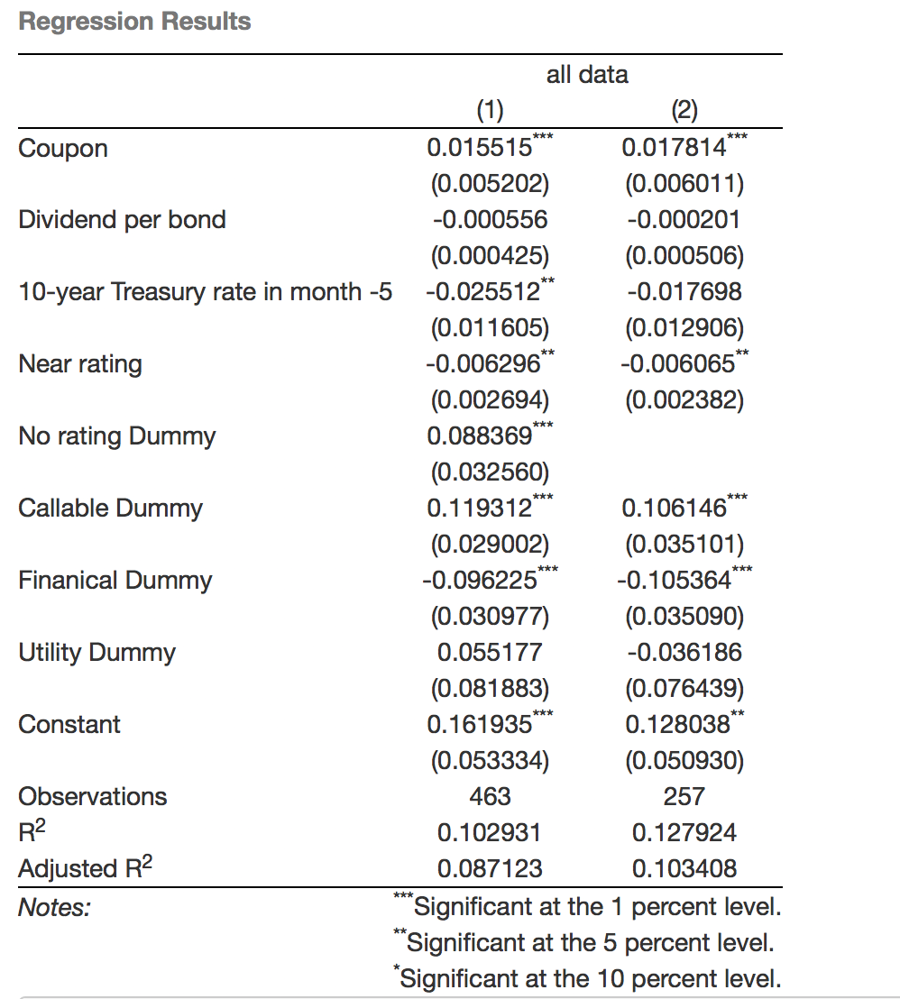 Regression Results
all data
(1) (2)
Coupon 0.015515*** 0.017814***
(0.005202) (0.006011)
Dividend per bond -0.000556 -0.000201
(0.000425) (0.000506)
10-year Treasury rate in month -5 -0.025512** -0.017698
(0.011605) (0.012906)
Near rating -0.006296** -0.006065**
(0.002694) (0.002382)
No rating Dummy 0.088369***
(0.032560)
Callable Dummy 0.119312*** 0.106146***
(0.029002) (0.035101)
Finanical Dummy -0.096225*** -0.105364***
(0.030977) (0.035090)
Utility Dummy 0.055177 -0.036186
(0.081883) (0.076439)
Constant 0.161935*** 0.128038**
(0.053334) (0.050930)
Observations 463 257
R2 0.102931 0.127924
Adjusted R2 0.087123 0.103408
Notes: ***Significant at the 1 percent level.
**Significant at the 5 percent level.
*Significant at the 10 percent level.